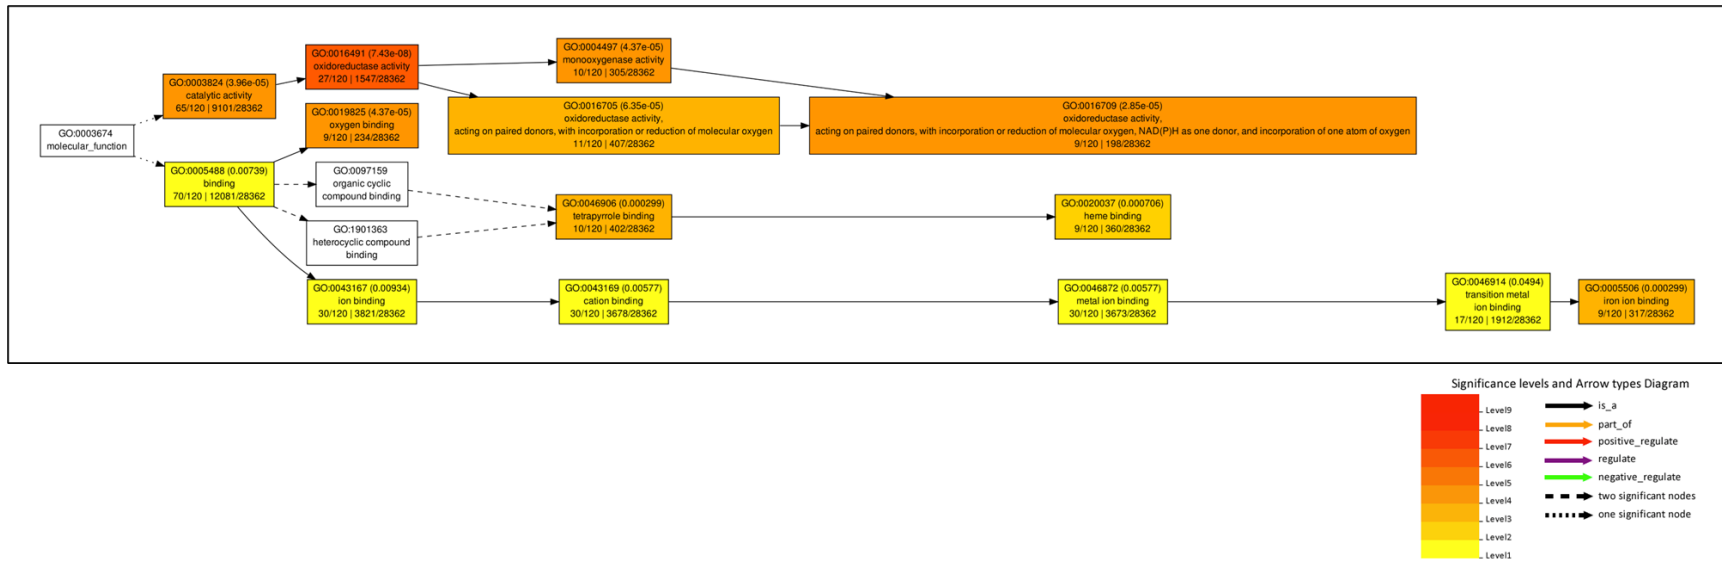 GO:0003674
molecular_function
GO:0003824 (3.96e-05)
catalytic activity
65/120 | 9101/28362
GO:0005488 (0.00739)
binding
70/120 | 12081/28362
GO:0016491 (7.43e-08)
oxidoreductase activity
27/120 | 1547/28362
GO:0019825 (4.37e-05)
oxygen binding
9/120 | 234/28362
GO:0097159
organic cyclic
compound binding
GO:1901363
heterocyclic compound
binding
GO:0043167 (0.00934)
ion binding
30/120 | 3821/28362
GO:0004497 (4.37e-05)
monooxygenase activity
10/120 | 305/28362
GO:0016705 (6.35e-05)
oxidoreductase activity,
acting on paired donors, with incorporation or reduction of molecular oxygen
11/120 | 407/28362
GO:0046906 (0.000299)
tetrapyrrole binding
10/120 | 402/28362
GO:0043169 (0.00577)
cation binding
30/120 | 3678/28362
GO:0016709 (2.85e-05)
oxidoreductase activity,
acting on paired donors, with incorporation or reduction of molecular oxygen, NAD(P)H as one donor, and incorporation of one atom of oxygen
9/120 | 198/28362
GO:0020037 (0.000706)
heme binding
9/120 | 360/28362
GO:0046872 (0.00577)
metal ion binding
30/120 | 3673/28362
GO:0046914 (0.0494)
transition metal
ion binding
17/120 | 1912/28362
GO:0005506 (0.000299)
iron ion binding
9/120 | 317/28362
Significance levels and Arrow types Diagram
Level9
Level8
Level7
Level6
Level5
Level4
Level3
Level2
Level1
is_a
part_of
positive_regulate
regulate
negative_regulate
two significant nodes
one significant node